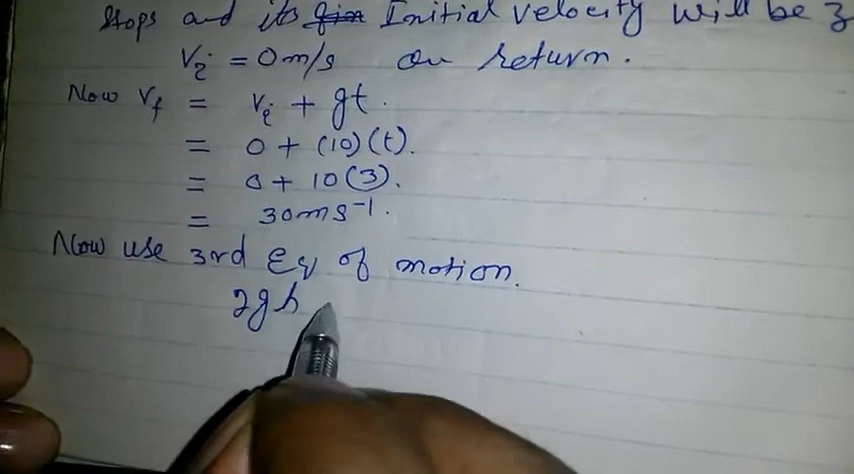 Stops and its Initial velocity will be
Vi = 0m/s on return.
Now Vf = Vi + gt.
= 0 + (10)(t).
= 0 + 10(3).
= 30ms⁻¹.
Now use 3rd Eq of motion.
2gh